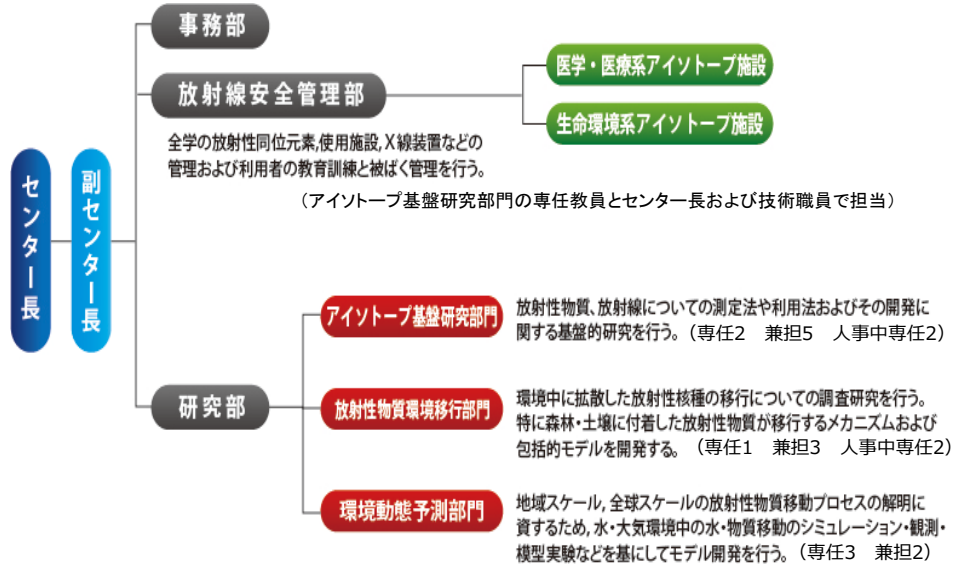 センター長
副センター長
事務部
放射線安全管理部
全学の放射性同位元素,使用施設,X線装置などの
管理および利用者の教育訓練と被ばく管理を行う。
(アイソトープ基盤研究部門の専任教員とセンター長および技術職員で担当)
医学・医療系アイソトープ施設
生命環境系アイソトープ施設
研究部
アイソトープ基盤研究部門
放射性物質、放射線についての測定法や利用法およびその開発に
関する基盤的研究を行う。(専任2 兼担5 人事中専任2)
放射性物質環境移行部門
環境中に拡散した放射性核種の移行についての調査研究を行う。
特に森林・土壌に付着した放射性物質が移行するメカニズムおよび
包括的モデルを開発する。(専任1 兼担3 人事中専任2)
環境動態予測部門
地域スケール,全球スケールの放射性物質移動プロセスの解明に
資するため,水・大気環境中の水・物質移動のシミュレーション・観測・
模型実験などを基にしてモデル開発を行う。(専任3 兼担2)